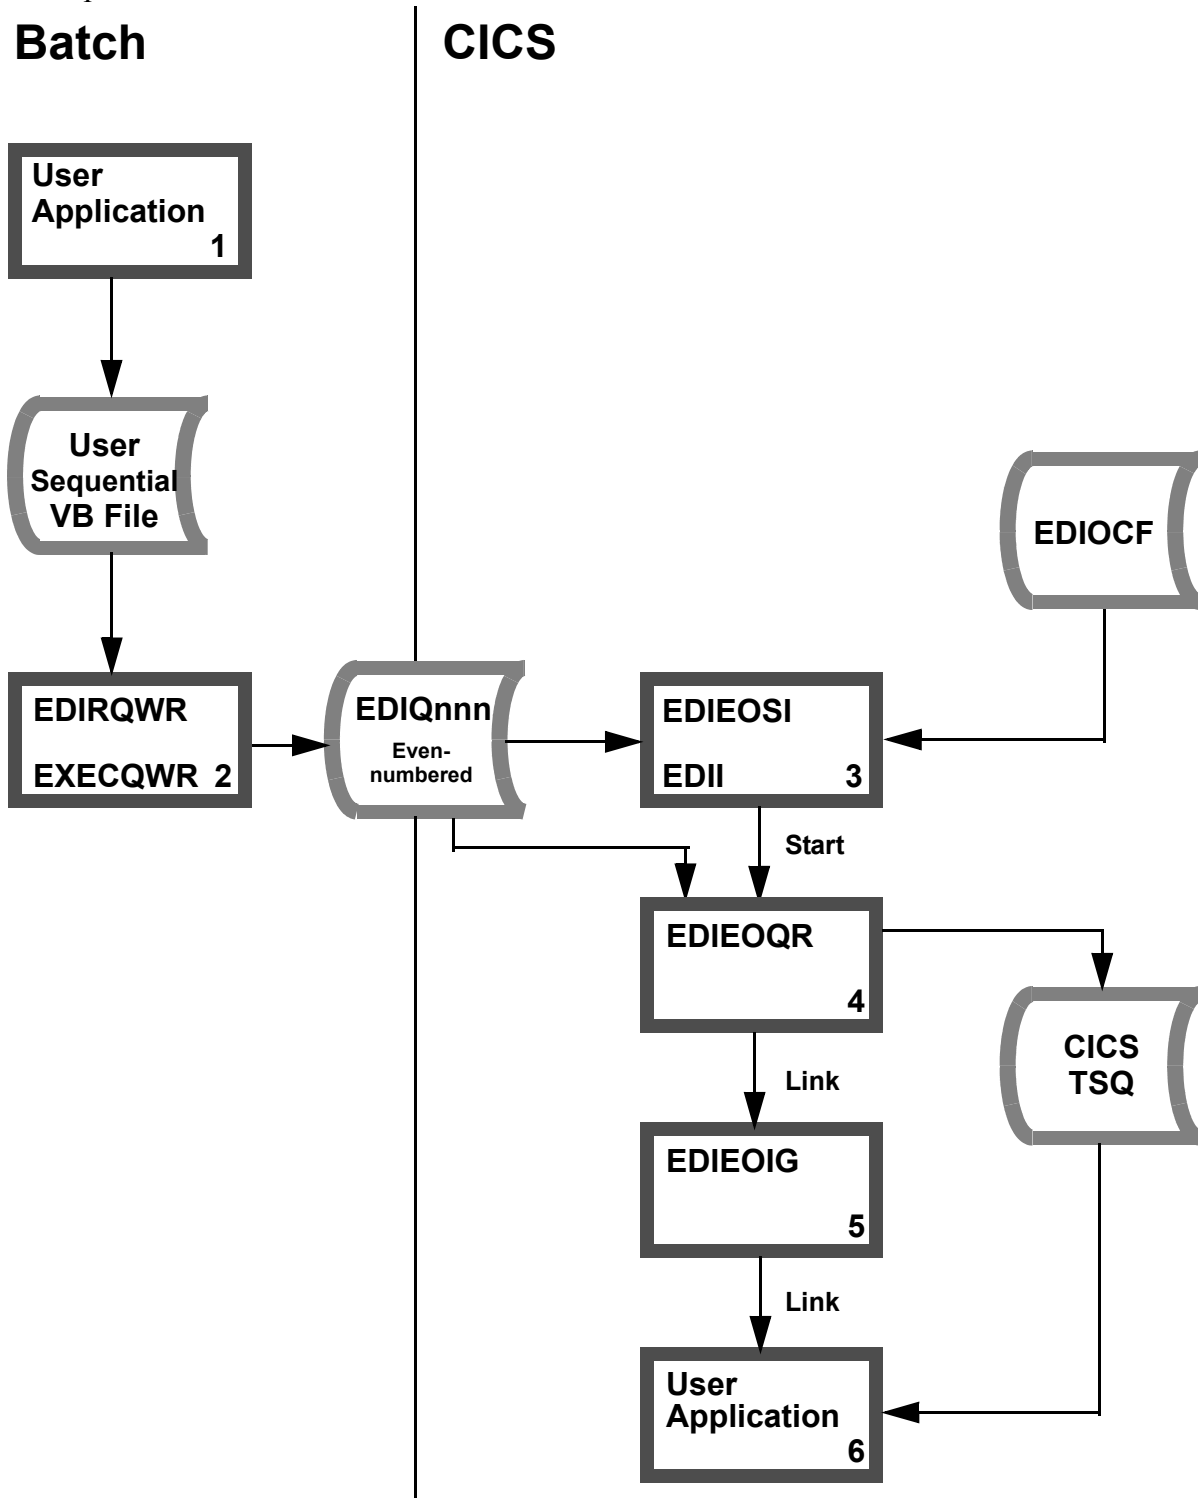 Batch
CICS
User
Application
1
User
Sequential
VB File
EDIOCF
EDIRQWR
EXECQWR 2
EDIQnnn
Even-
numbered
EDIEOSI
EDII 3
Start
EDIEOQR
4
CICS
TSQ
Link
EDIEOIG
5
Link
User
Application
6